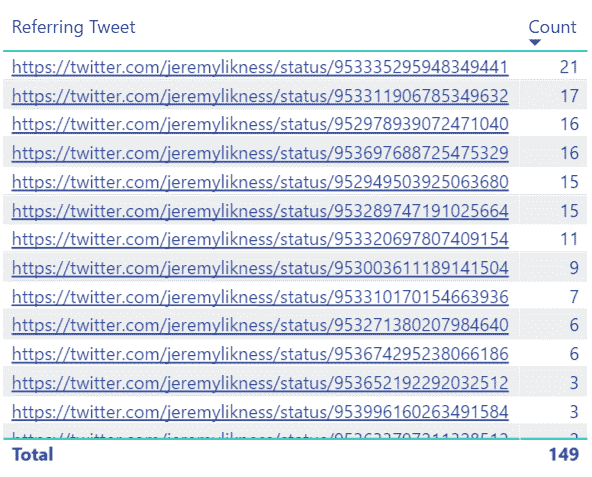 Referring Tweet Count
https://twitter.com/jeremylikness/status/953335295948349441 21
https://twitter.com/jeremylikness/status/953311906785349632 17
https://twitter.com/jeremylikness/status/952978939072471040 16
https://twitter.com/jeremylikness/status/953697688725475329 16
https://twitter.com/jeremylikness/status/952949503925063680 15
https://twitter.com/jeremylikness/status/953289747191025664 15
https://twitter.com/jeremylikness/status/953320697807409154 11
https://twitter.com/jeremylikness/status/953003611189141504 9
https://twitter.com/jeremylikness/status/953310170154663936 7
https://twitter.com/jeremylikness/status/953271380207984640 6
https://twitter.com/jeremylikness/status/953674295238066186 6
https://twitter.com/jeremylikness/status/953652192292032512 3
https://twitter.com/jeremylikness/status/953996160263491584 3
Total 149